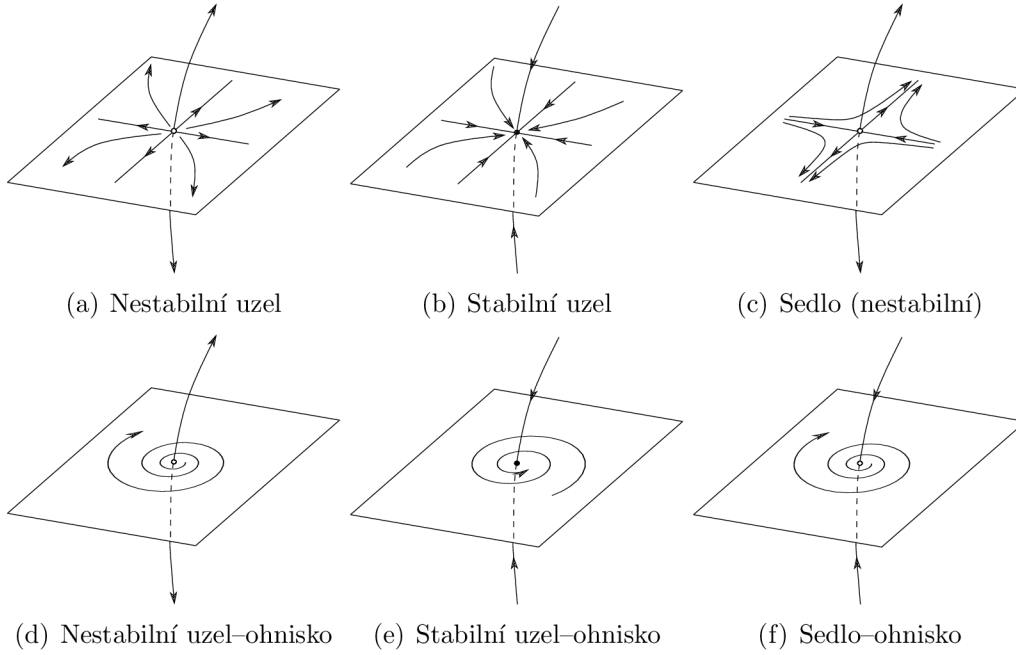 (a) Nestabilní uzel
(b) Stabilní uzel
(c) Sedlo (nestabilní)
(d) Nestabilní uzel–ohnisko
(e) Stabilní uzel–ohnisko
(f) Sedlo–ohnisko